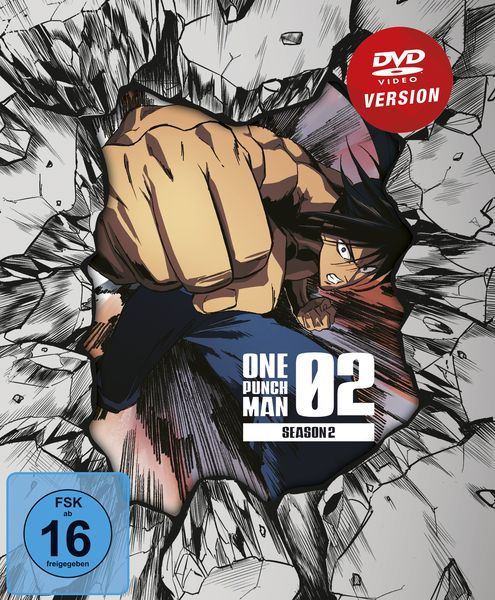 DVD
VIDEO
VERSION
ONE
PUNCH
MAN
02
SEASON 2
FSK
ab
16
freigegeben